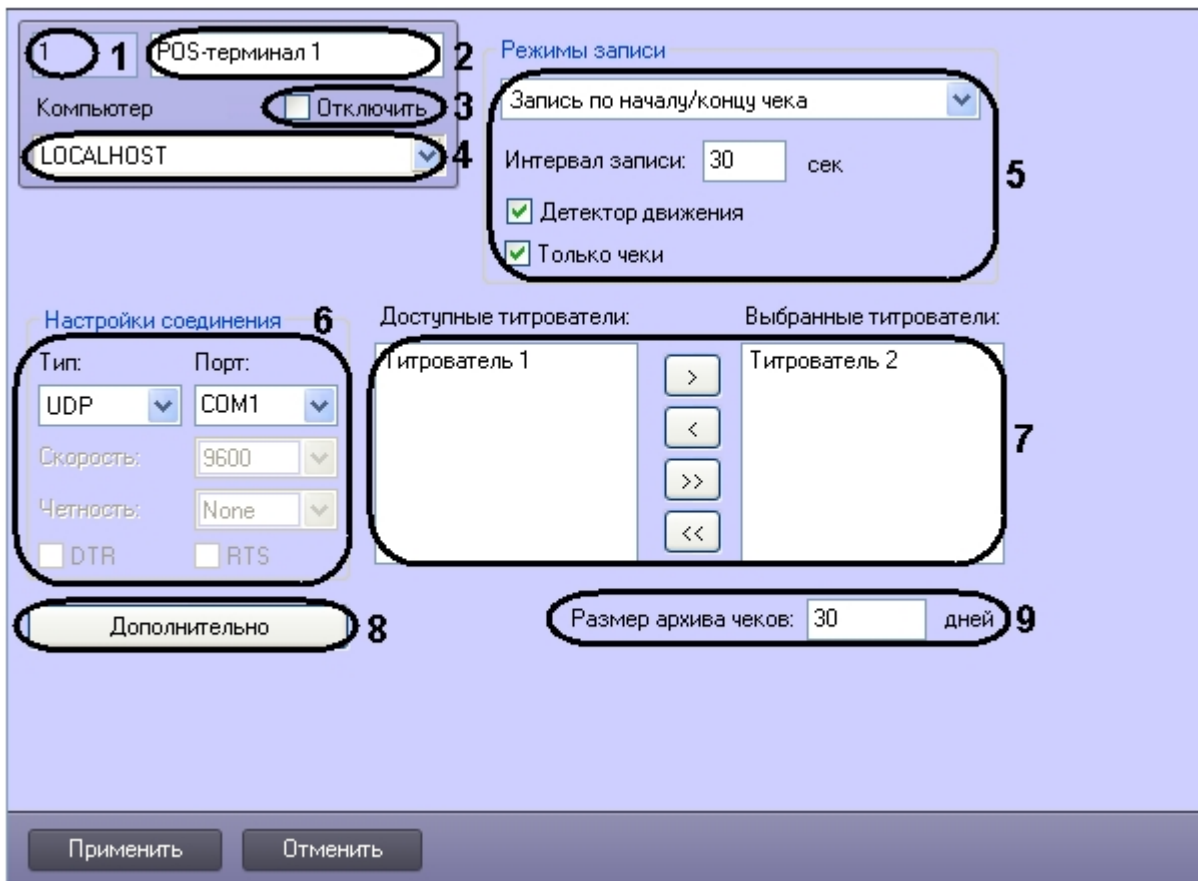 1 1 POS-терминал 1 2
Компьютер Отключить 3
LOCALHOST 4
Режимы записи
Запись по началу/концу чека
Интервал записи: 30 сек
5
Детектор движения
Только чеки
Настройки соединения 6
Тип: Порт:
UDP COM1
Скорость: 9600
Четность: None
DTR RTS
Доступные титрователи: Выбранные титрователи:
Титрователь 1 > Титрователь 2
<
7
>>
<<
Дополнительно 8
Размер архива чеков: 30 дней 9
Применить Отменить